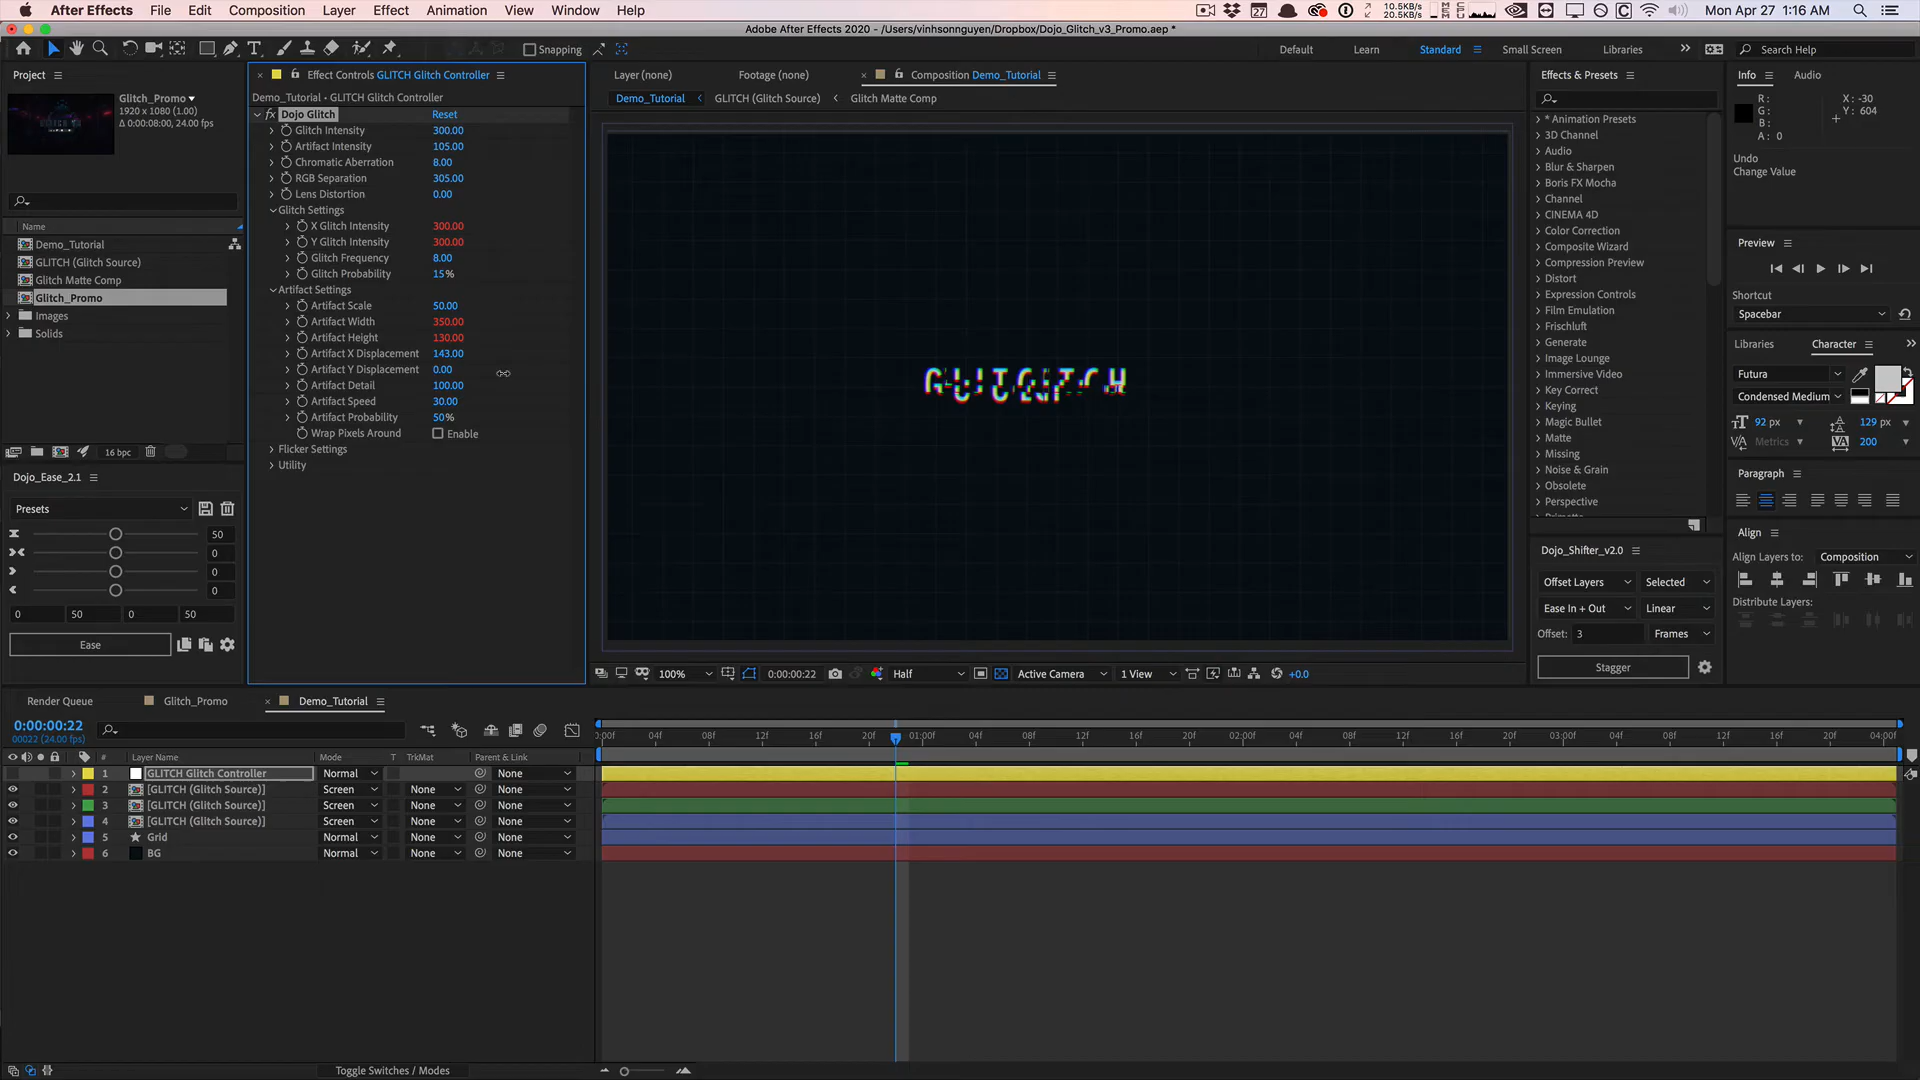 After Effects File Edit Composition Layer Effect Animation View Window Help 10.5KB/s 20.5KB/s Mon Apr 27 1:16 AM
Adobe After Effects 2020 - /Users/vinhsonnguyen/Dropbox/Dojo_Glitch_v3_Promo.aep *
Snapping Default Learn Standard Small Screen Libraries Search Help
Project
Glitch_Promo
1920 x 1080 (1.00)
Δ 0:00:08:00, 24.00 fps
Name
Demo_Tutorial
GLITCH (Glitch Source)
Glitch Matte Comp
Glitch_Promo
Images
Solids
16 bpc
Dojo_Ease_2.1
Presets
50
0
0
0
0 50 0 50
Ease
Effect Controls GLITCH Glitch Controller
Demo_Tutorial • GLITCH Glitch Controller
fx Dojo Glitch Reset
Glitch Intensity 300.00
Artifact Intensity 105.00
Chromatic Aberration 8.00
RGB Separation 305.00
Lens Distortion 0.00
Glitch Settings
X Glitch Intensity 300.00
Y Glitch Intensity 300.00
Glitch Frequency 8.00
Glitch Probability 15%
Artifact Settings
Artifact Scale 50.00
Artifact Width 350.00
Artifact Height 130.00
Artifact X Displacement 143.00
Artifact Y Displacement 0.00
Artifact Detail 100.00
Artifact Speed 30.00
Artifact Probability 50%
Wrap Pixels Around Enable
Flicker Settings
Utility
Layer (none) Footage (none) Composition Demo_Tutorial
Demo_Tutorial GLITCH (Glitch Source) Glitch Matte Comp
100% 0:00:00:22 Half Active Camera 1 View +0.0
Effects & Presets
* Animation Presets
3D Channel
Audio
Blur & Sharpen
Boris FX Mocha
Channel
CINEMA 4D
Color Correction
Composite Wizard
Compression Preview
Distort
Expression Controls
Film Emulation
Frischluft
Generate
Image Lounge
Immersive Video
Key Correct
Keying
Magic Bullet
Matte
Missing
Noise & Grain
Obsolete
Perspective
Dojo_Shifter_v2.0
Offset Layers Selected
Ease In + Out Linear
Offset: 3 Frames
Stagger
Info Audio
R: X: -30
G: Y: 604
B:
A: 0
Undo
Change Value
Preview
Shortcut
Spacebar
Libraries Character
Futura
Condensed Medium
92 px 129 px
Metrics 200
Paragraph
Align
Align Layers to: Composition
Distribute Layers:
Render Queue Glitch_Promo Demo_Tutorial
0:00:00:22
00022 (24.00 fps)
# Layer Name Mode T TrkMat Parent & Link
1 GLITCH Glitch Controller Normal None
2 [GLITCH (Glitch Source)] Screen None None
3 [GLITCH (Glitch Source)] Screen None None
4 [GLITCH (Glitch Source)] Screen None None
5 Grid Normal None None
6 BG Normal None None
0:00f 04f 08f 12f 16f 20f 01:00f 04f 08f 12f 16f 20f 02:00f 04f 08f 12f 16f 20f 03:00f 04f 08f 12f 16f 20f 04:00f
Toggle Switches / Modes